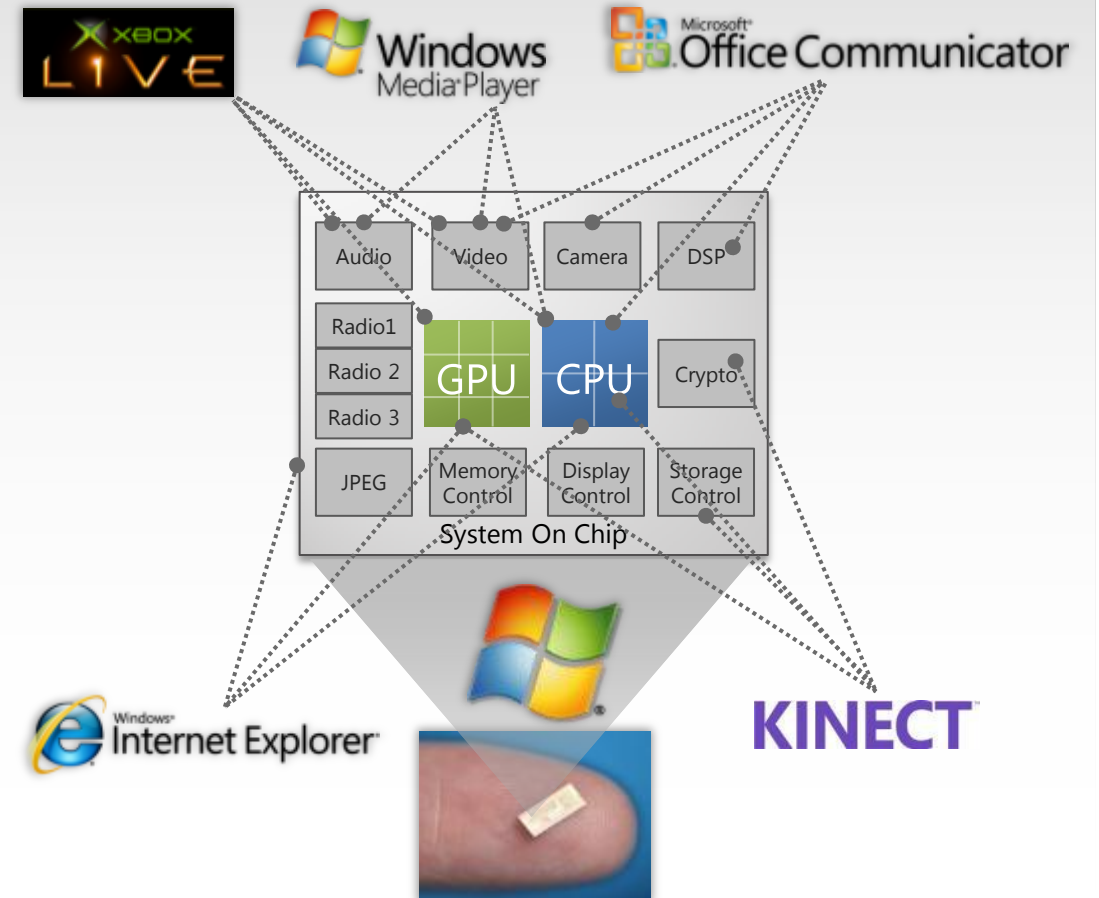 XBOX
LIVE
Windows
Media Player
Microsoft®
Office Communicator
Audio
Video
Camera
DSP
Radio1
Radio 2
Radio 3
GPU
CPU
Crypto
JPEG
Memory
Control
Display
Control
Storage
Control
System On Chip
Windows®
Internet Explorer®
KINECT™